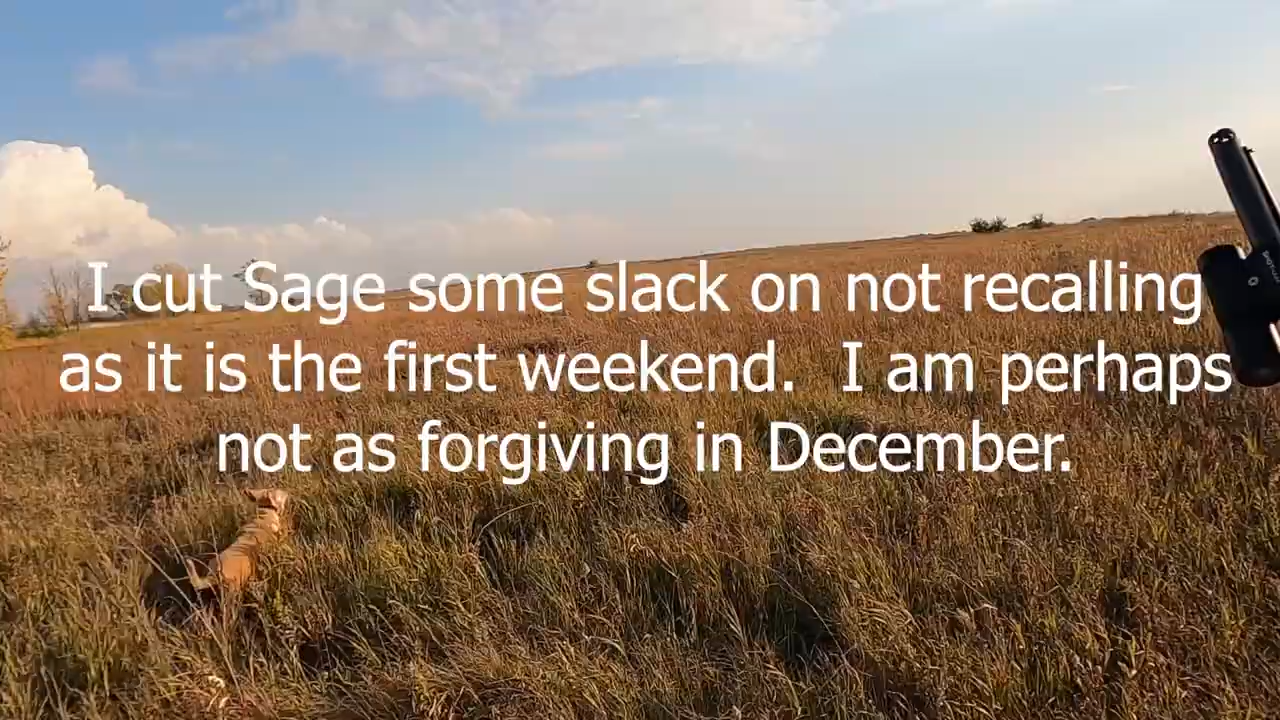 I cut Sage some slack on not recalling
as it is the first weekend.  I am perhaps
not as forgiving in December.